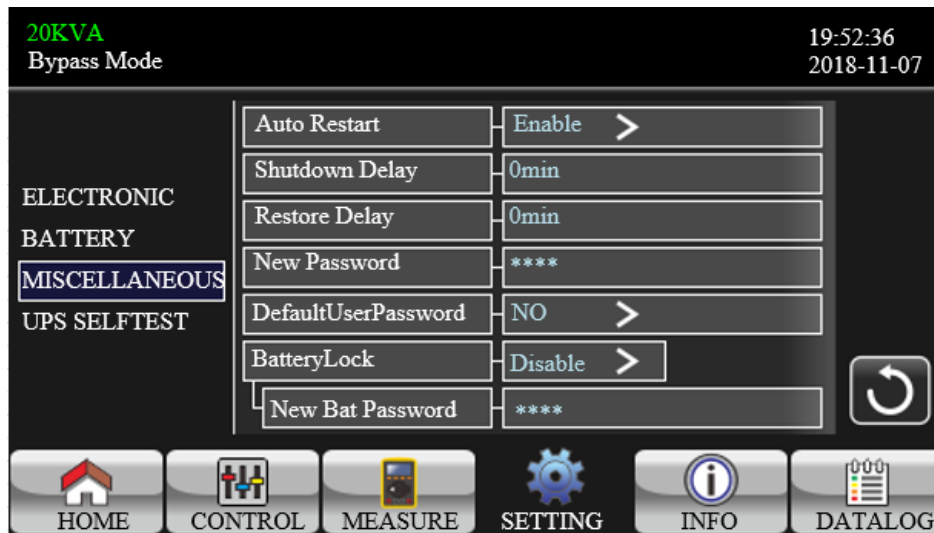 20KVA
Bypass Mode
19:52:36
2018-11-07
ELECTRONIC
BATTERY
MISCELLANEOUS
UPS SELFTEST
Auto Restart Enable >
Shutdown Delay 0min
Restore Delay 0min
New Password ****
DefaultUserPassword NO >
BatteryLock Disable >
New Bat Password ****
HOME CONTROL MEASURE SETTING INFO DATALOG